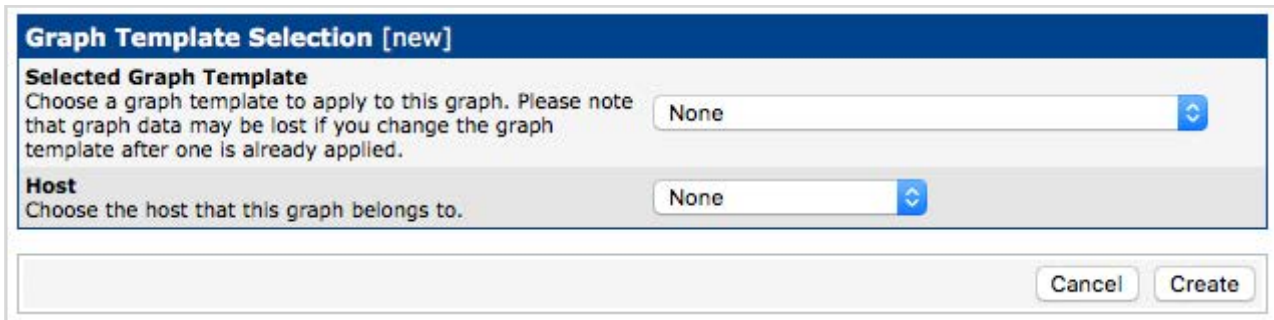 Graph Template Selection [new]
Selected Graph Template
Choose a graph template to apply to this graph. Please note
that graph data may be lost if you change the graph
template after one is already applied.
None
Host
Choose the host that this graph belongs to.
None
Cancel Create